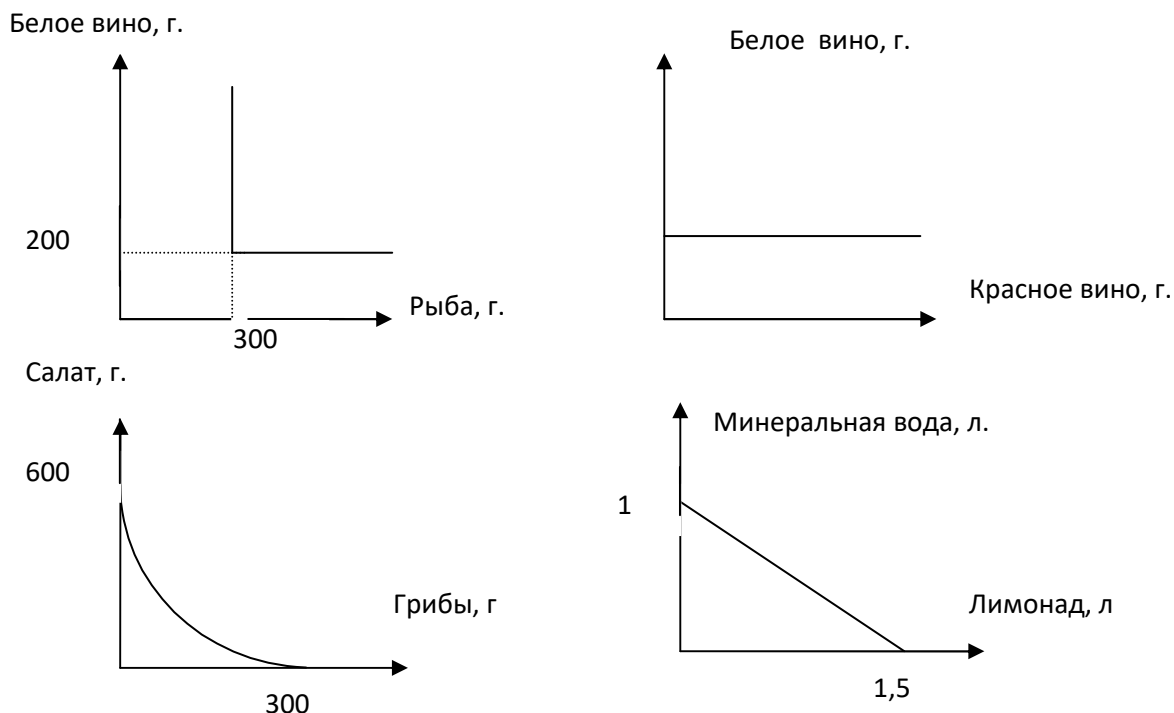 Белое вино, г.
200
Рыба, г.
300
Белое вино, г.
Красное вино, г.
Салат, г.
600
Грибы, г
300
Минеральная вода, л.
1
Лимонад, л
1,5